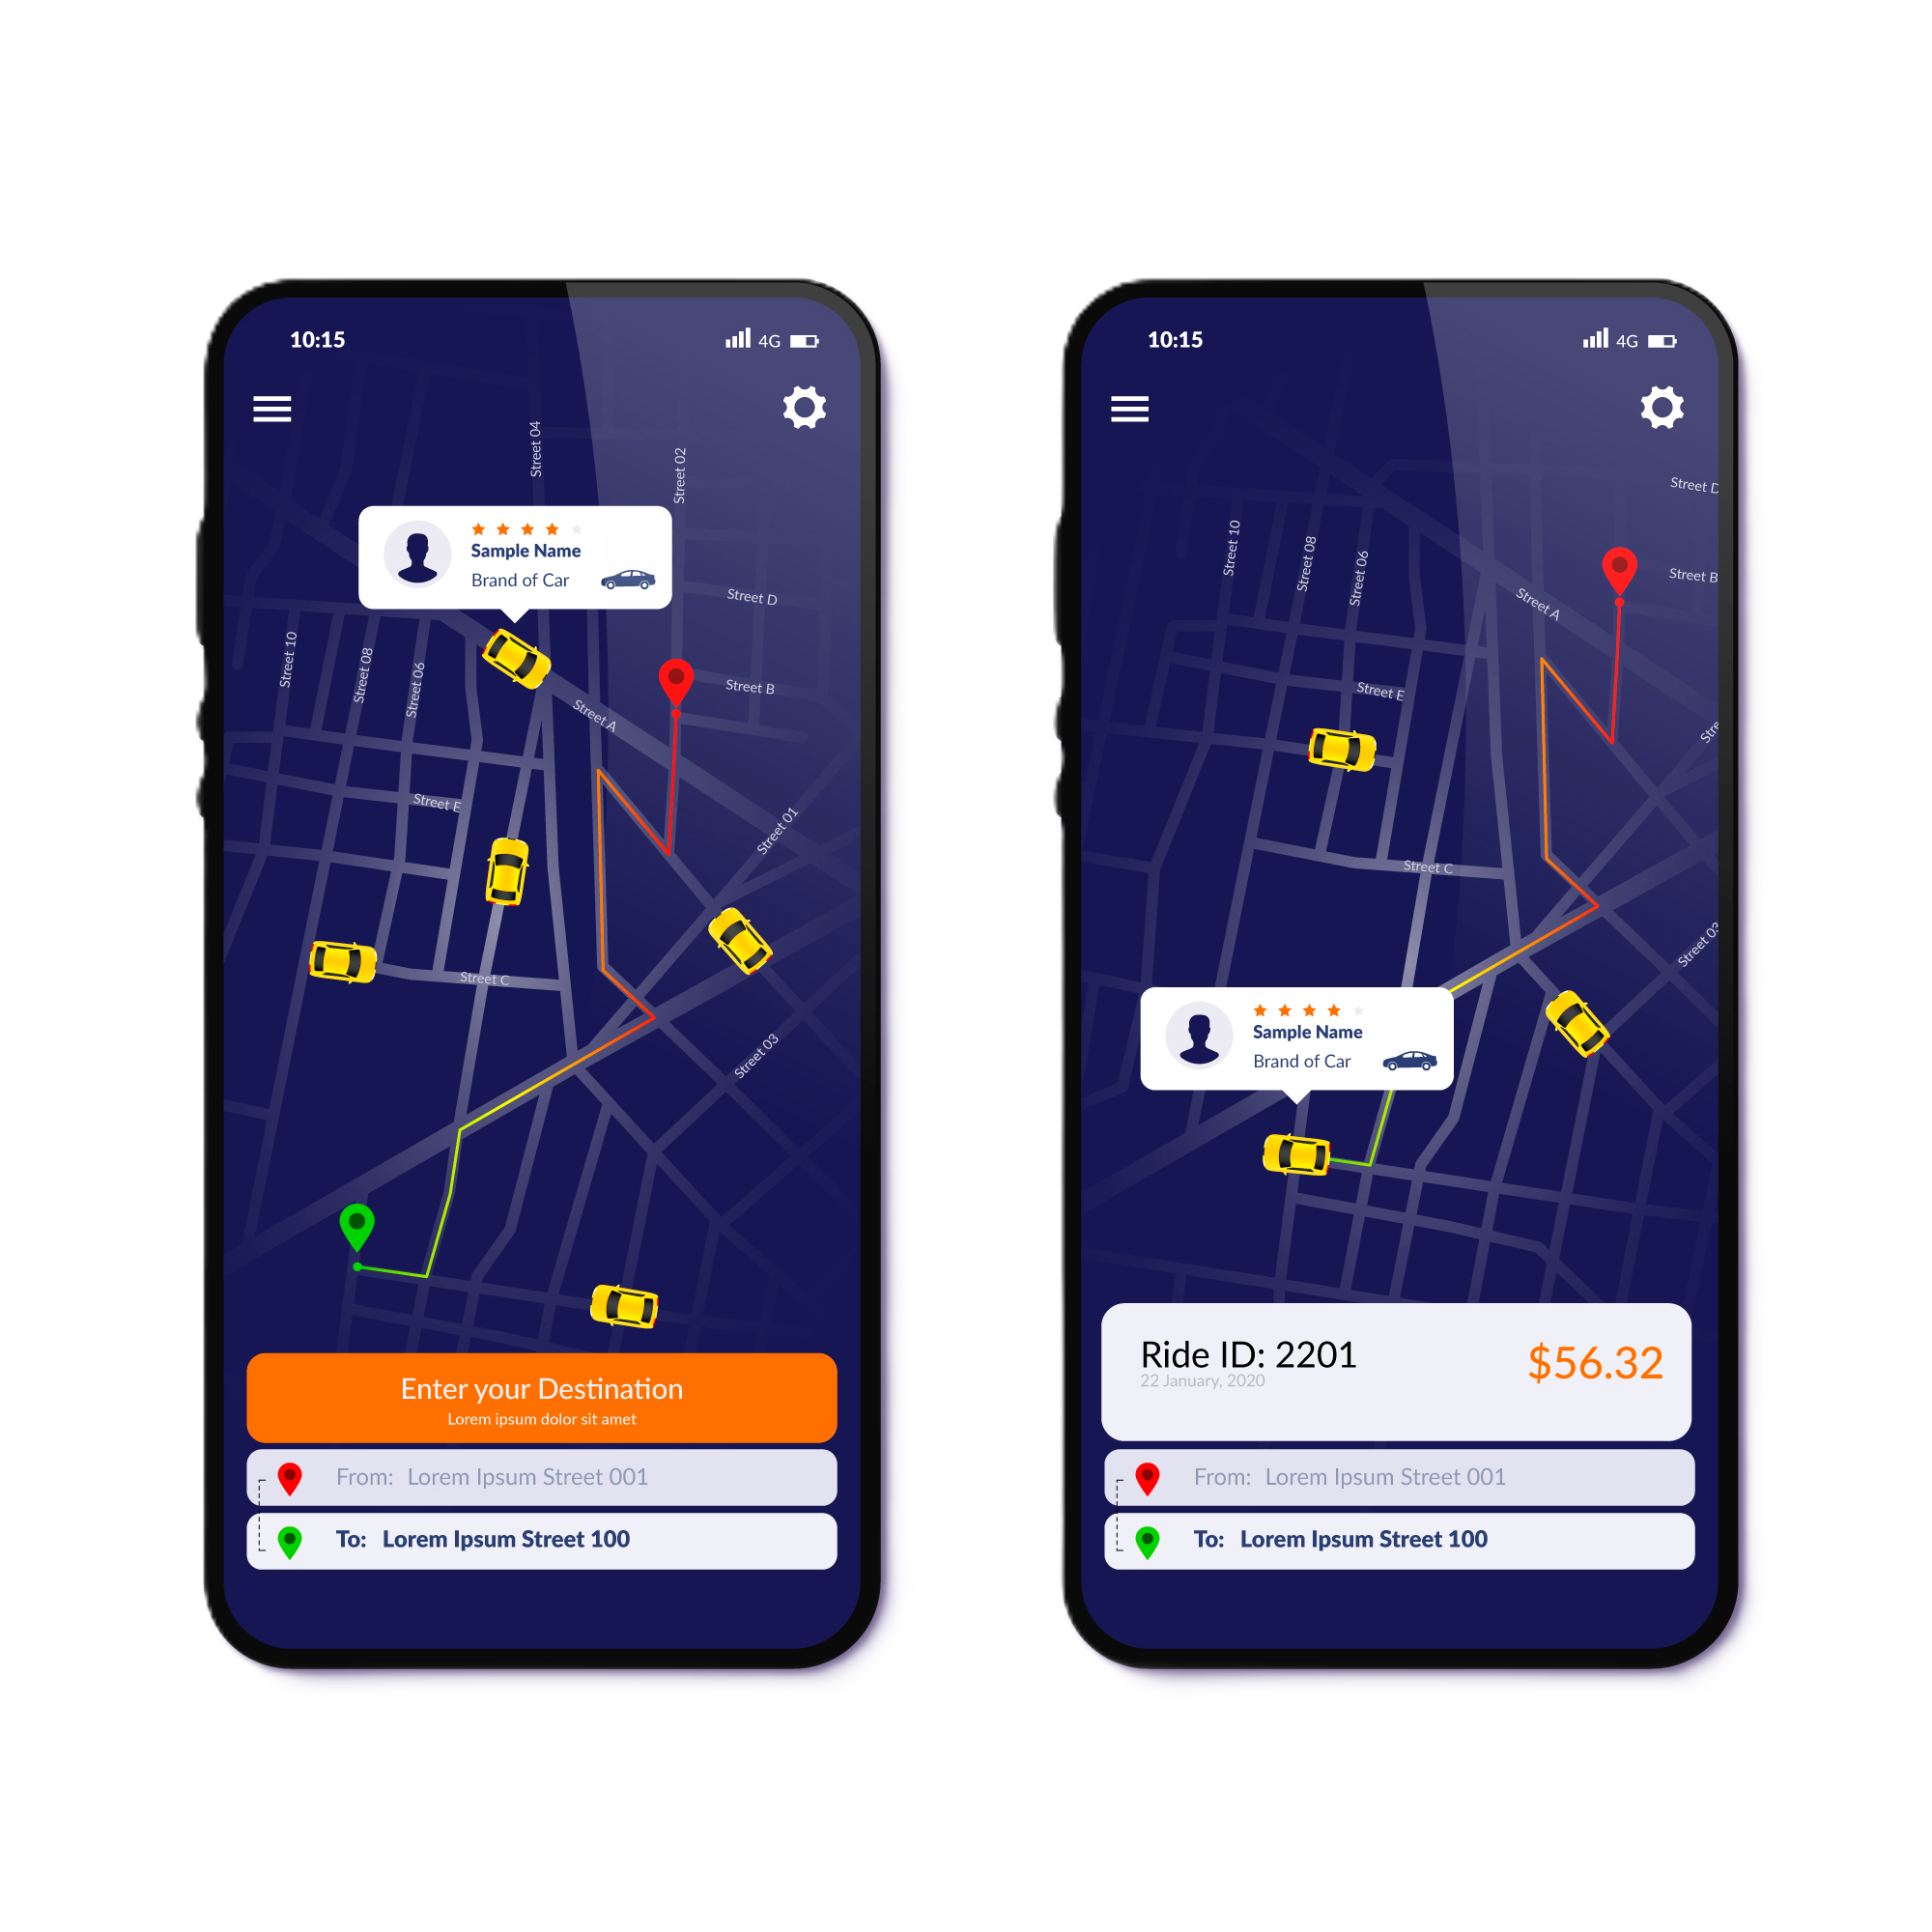 10:15
4G
Street 04
Street 02
Sample Name
Brand of Car
Street D
Street 10
Street 08
Street 06
Street B
Street A
Street E
Street 01
Street C
Street 03
Enter your Destination
Lorem ipsum dolor sit amet
From: Lorem Ipsum Street 001
To: Lorem Ipsum Street 100
10:15
4G
Street D
Street 10
Street 08
Street 06
Street B
Street A
Street E
Stre
Street C
Street 03
Sample Name
Brand of Car
Ride ID: 2201
$56.32
22 January, 2020
From: Lorem Ipsum Street 001
To: Lorem Ipsum Street 100